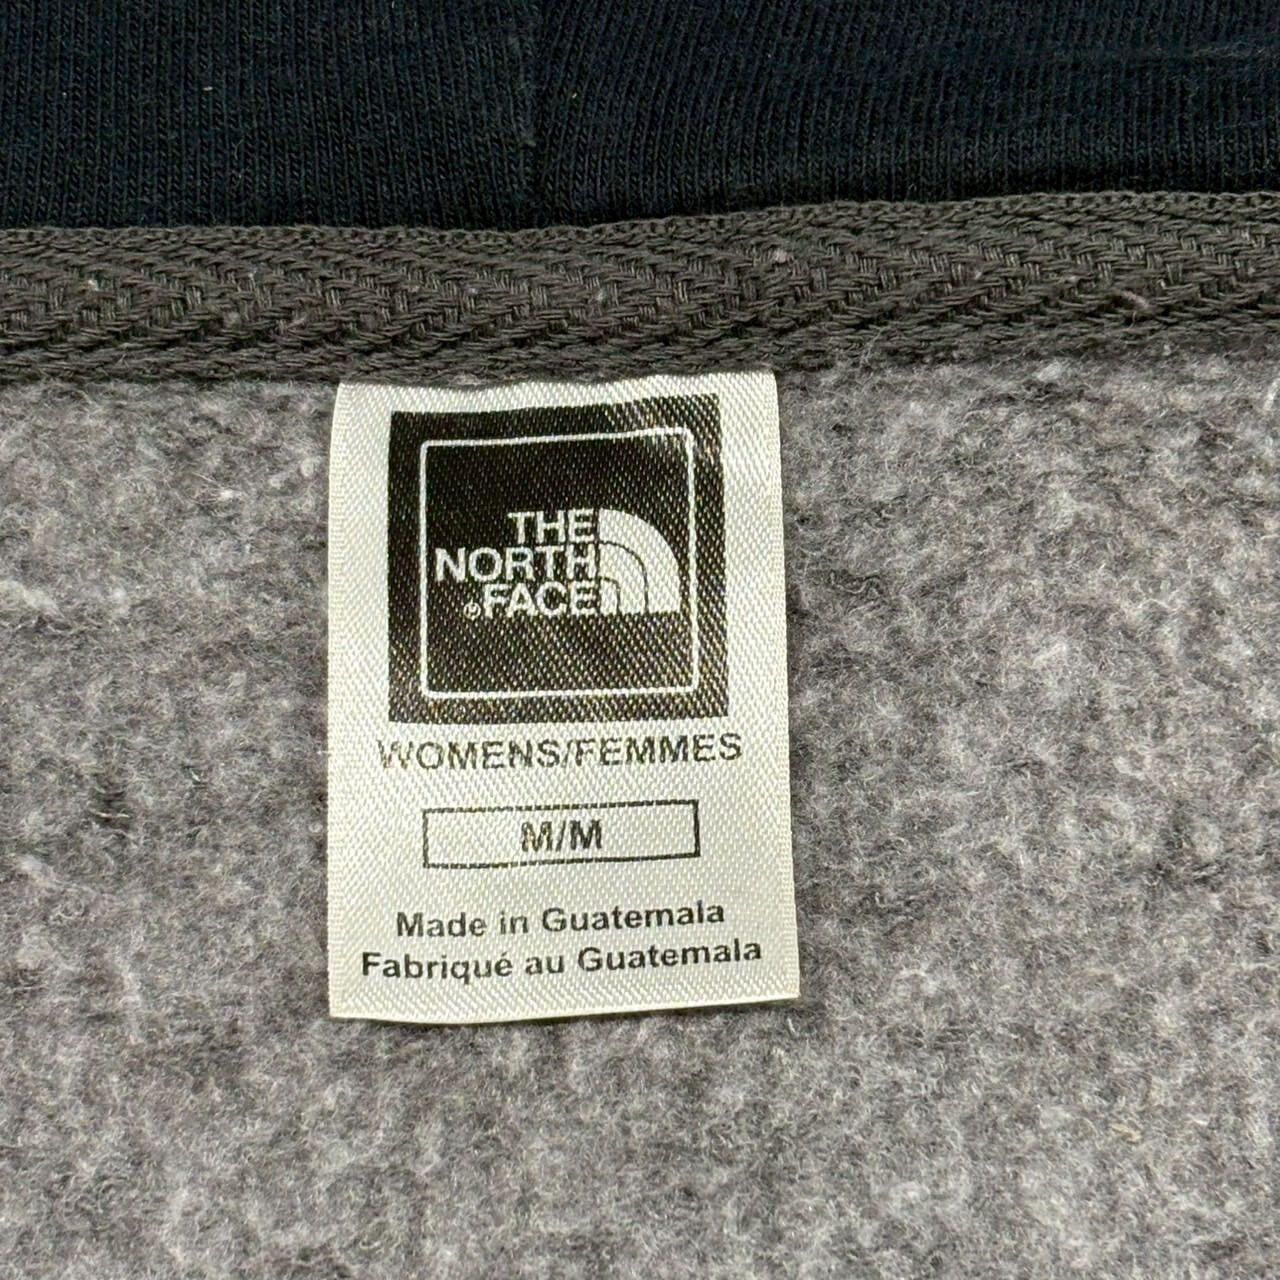 THE
NORTH
®FACE
WOMENS/FEMMES
M/M
Made in Guatemala
Fabriqué au Guatemala